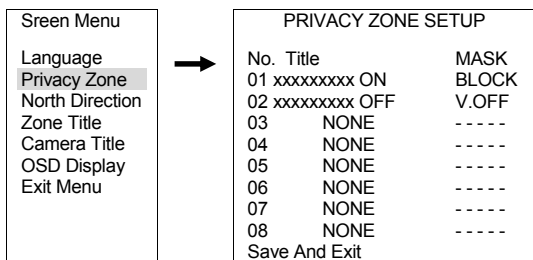 Sreen Menu
Language
Privacy Zone
North Direction
Zone Title
Camera Title
OSD Display
Exit Menu
PRIVACY ZONE SETUP
No. Title MASK
01 xxxxxxxxx ON BLOCK
02 xxxxxxxxx OFF V.OFF
03 NONE - - - - -
04 NONE - - - - -
05 NONE - - - - -
06 NONE - - - - -
07 NONE - - - - -
08 NONE - - - - -
Save And Exit